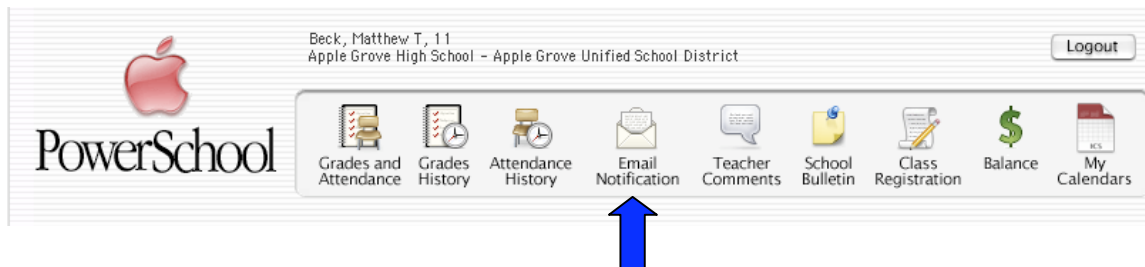 Beck, Matthew T, 11
Apple Grove High School - Apple Grove Unified School District
Logout
PowerSchool
Grades and
Attendance
Grades
History
Attendance
History
Email
Notification
Teacher
Comments
School
Bulletin
Class
Registration
Balance
ICS
My
Calendars